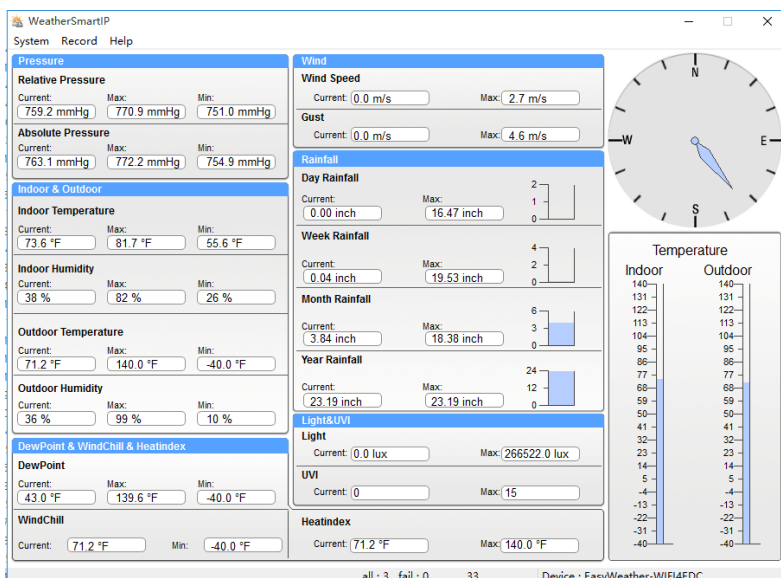 WeatherSmartIP
System Record Help
Pressure
Relative Pressure
Current: Max: Min:
759.2 mmHg 770.9 mmHg 751.0 mmHg
Absolute Pressure
Current: Max: Min:
763.1 mmHg 772.2 mmHg 754.9 mmHg
Indoor & Outdoor
Indoor Temperature
Current: Max: Min:
73.6 °F 81.7 °F 55.6 °F
Indoor Humidity
Current: Max: Min:
38 % 82 % 26 %
Outdoor Temperature
Current: Max: Min:
71.2 °F 140.0 °F -40.0 °F
Outdoor Humidity
Current: Max: Min:
36 % 99 % 10 %
DewPoint & WindChill & Heatindex
DewPoint
Current: Max: Min:
43.0 °F 139.6 °F -40.0 °F
WindChill
Current: 71.2 °F Min: -40.0 °F
Wind
Wind Speed
Current: 0.0 m/s Max: 2.7 m/s
Gust
Current: 0.0 m/s Max: 4.6 m/s
Rainfall
Day Rainfall
Current: Max:
0.00 inch 16.47 inch
2
1
0
Week Rainfall
Current: Max:
0.04 inch 19.53 inch
4
2
0
Month Rainfall
Current: Max:
3.84 inch 18.38 inch
6
3
0
Year Rainfall
Current: Max:
23.19 inch 23.19 inch
24
12
0
Light&UVI
Light
Current: 0.0 lux Max: 266522.0 lux
UVI
Current: 0 Max: 15
Heatindex
Current: 71.2 °F Max: 140.0 °F
N
W E
S
Temperature
Indoor Outdoor
140 140
131 131
122 122
113 113
104 104
95 95
86 86
77 77
68 68
59 59
50 50
41 41
32 32
23 23
14 14
5 5
-4 -4
-13 -13
-22 -22
-31 -31
-40 -40
all : 3 fail : 0 33 Device : EasyWeather-WIFI4EDC